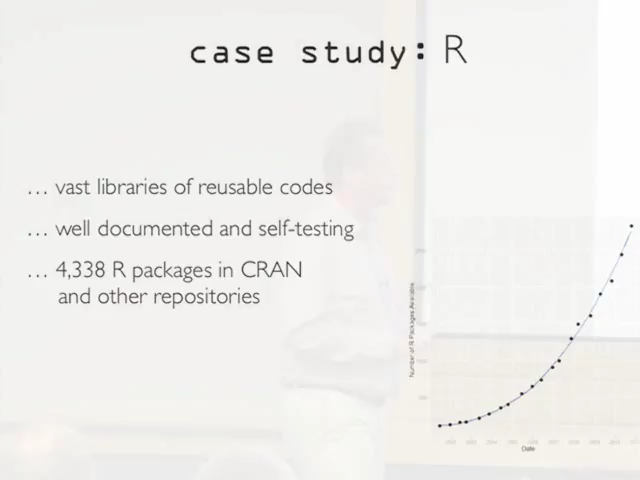 case study: R
... vast libraries of reusable codes
... well documented and self-testing
... 4,338 R packages in CRAN
and other repositories
Number of R Packages Available
Date